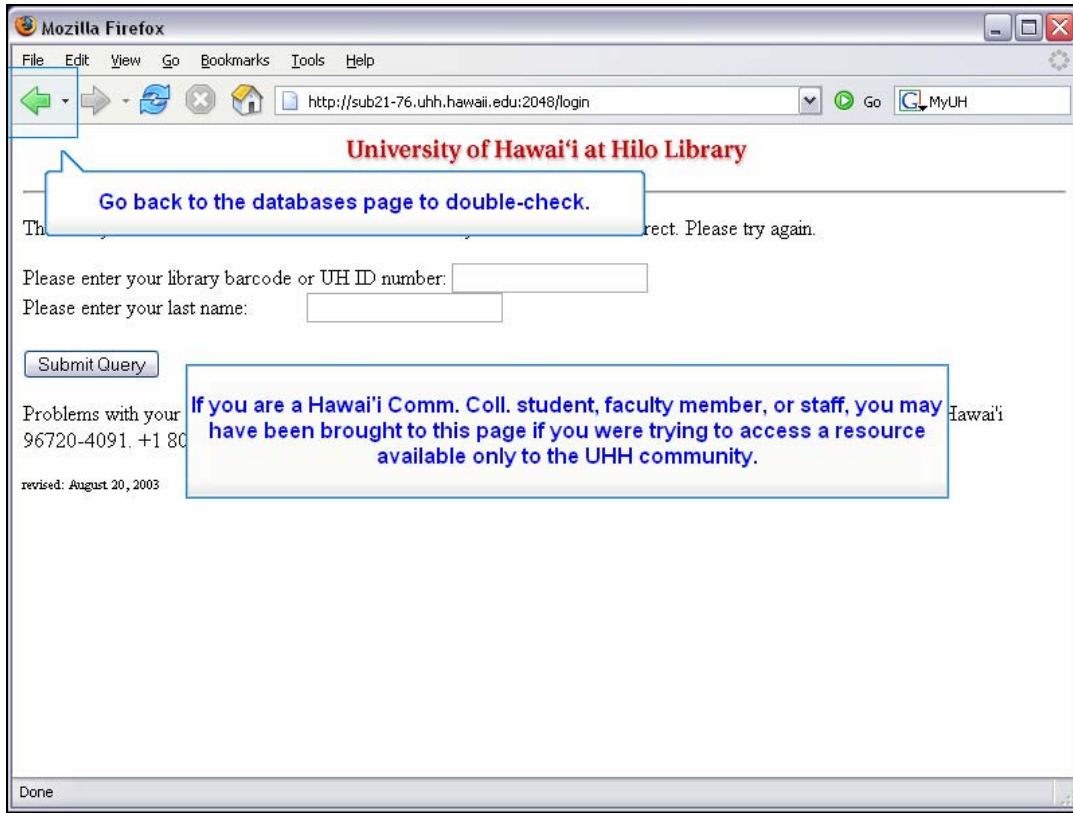 Mozilla Firefox
File Edit View Go Bookmarks Tools Help
http://sub21-76.uhh.hawaii.edu:2048/login Go G MyUH
University of Hawai‘i at Hilo Library
Go back to the databases page to double-check.
rect. Please try again.
Please enter your library barcode or UH ID number:
Please enter your last name:
Submit Query
If you are a Hawai'i Comm. Coll. student, faculty member, or staff, you may
have been brought to this page if you were trying to access a resource
available only to the UHH community.
Problems with your Hawai'i
96720-4091. +1 80
revised: August 20, 2003
Done